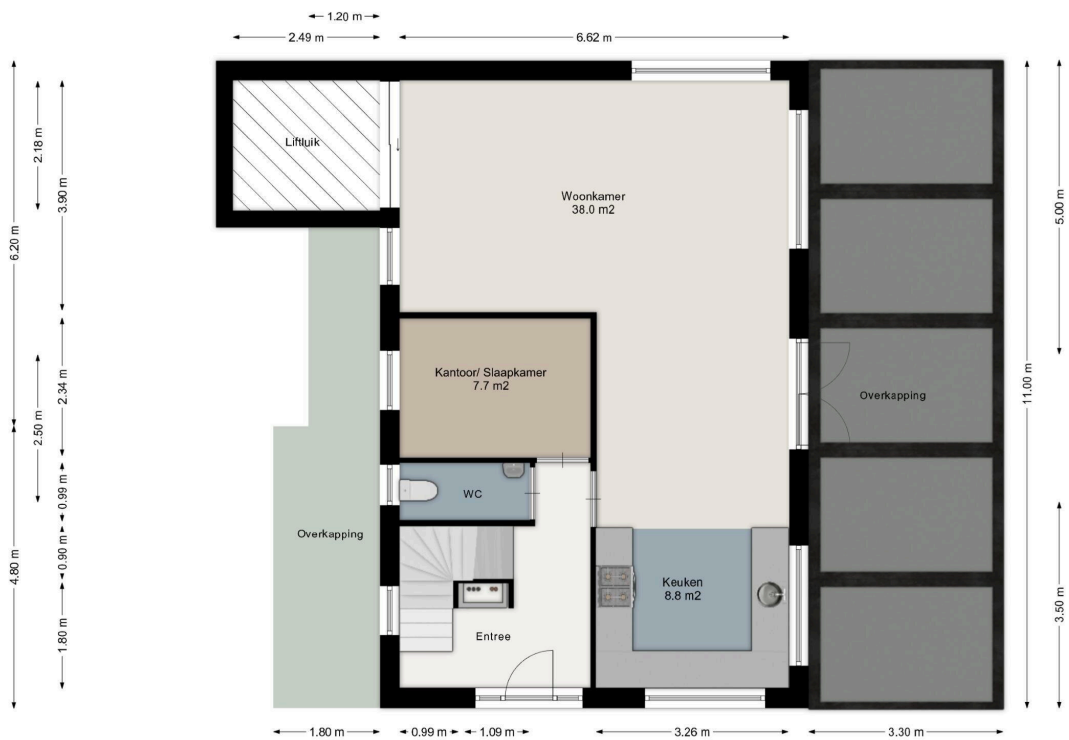 1.20 m
2.49 m
6.62 m
Liftluik
Woonkamer
38.0 m2
2.18 m
3.90 m
6.20 m
5.00 m
Kantoor/ Slaapkamer
7.7 m2
Overkapping
11.00 m
2.34 m
2.50 m
WC
0.99 m
Overkapping
0.90 m
4.80 m
Keuken
8.8 m2
3.50 m
1.80 m
Entree
1.80 m
0.99 m
1.09 m
3.26 m
3.30 m